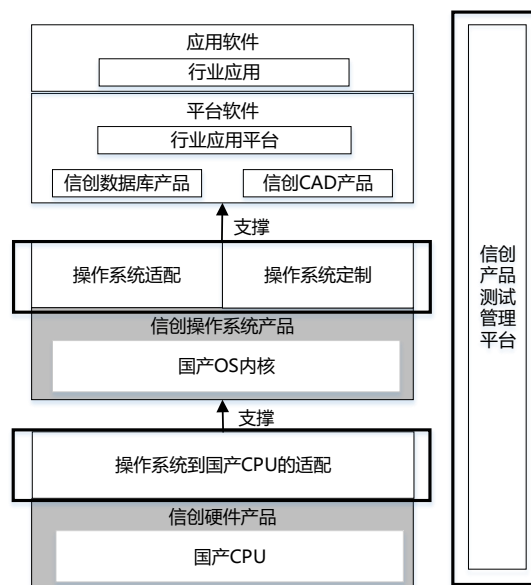 应用软件
行业应用
平台软件
行业应用平台
信创数据库产品
信创CAD产品
支撑
操作系统适配
操作系统定制
信创操作系统产品
国产OS内核
支撑
操作系统到国产CPU的适配
信创硬件产品
国产CPU
信创
产品
测试
管理
平台